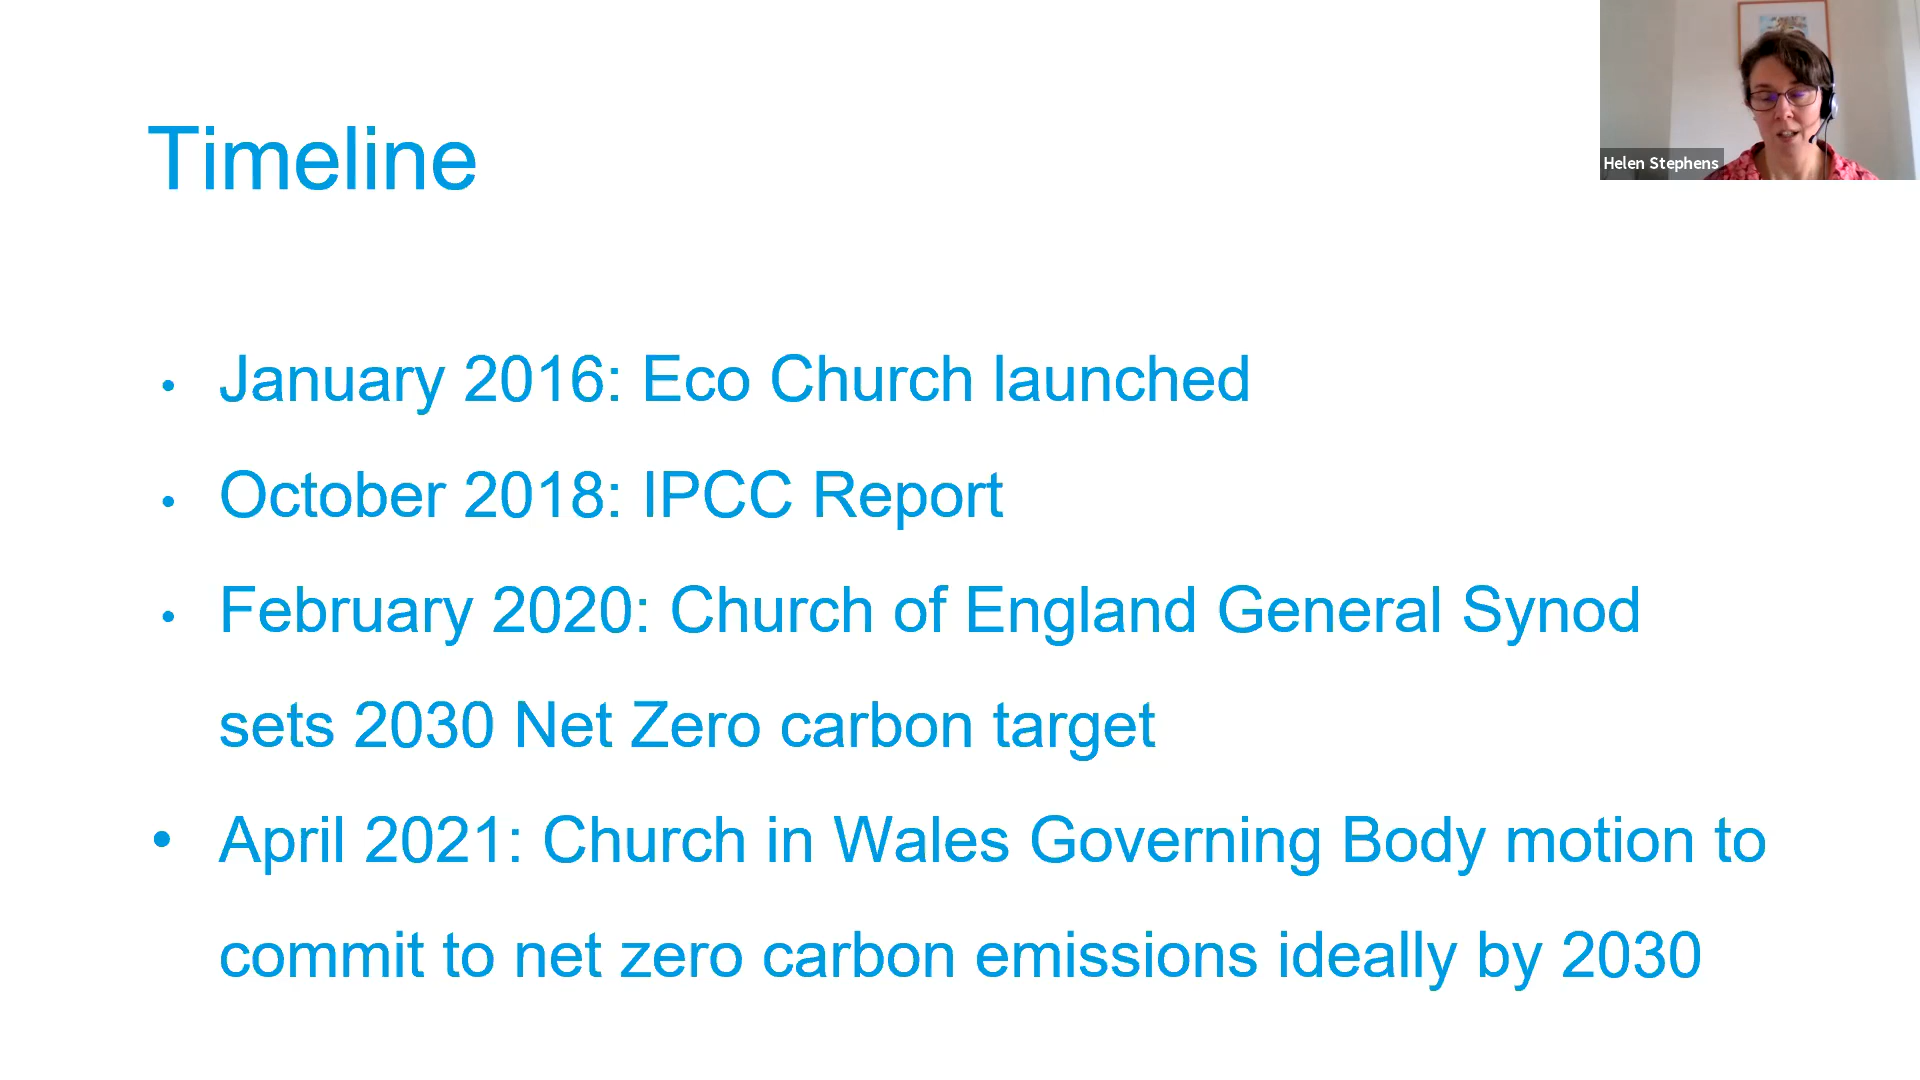 Timeline
Helen Stephens
• January 2016: Eco Church launched
• October 2018: IPCC Report
• February 2020: Church of England General Synod
sets 2030 Net Zero carbon target
• April 2021: Church in Wales Governing Body motion to
commit to net zero carbon emissions ideally by 2030